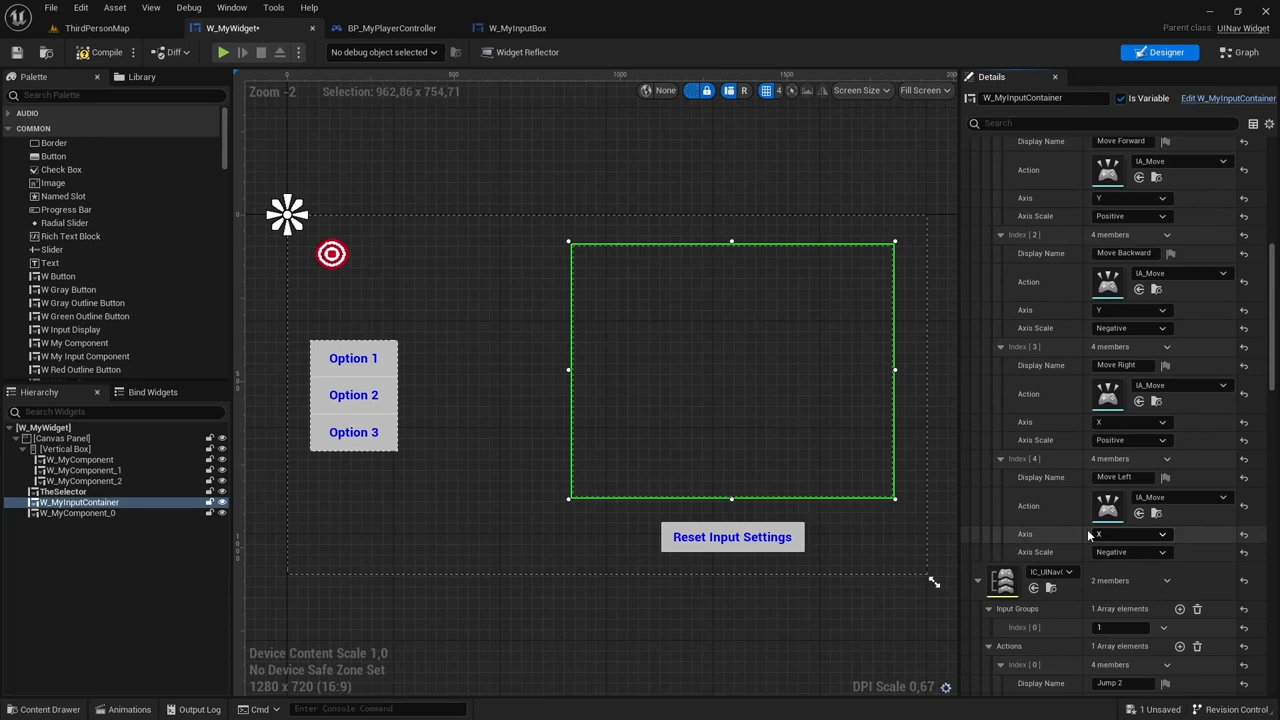 File Edit Asset View Debug Window Tools Help
ThirdPersonMap
W_MyWidget•
BP_MyPlayerController
W_MyInputBox
Parent class: UINav Widget
Compile
Diff
No debug object selected
Widget Reflector
Designer
Graph
Palette
Library
Search Palette
AUDIO
COMMON
Border
Button
Check Box
Image
Named Slot
Progress Bar
Radial Slider
Rich Text Block
Slider
Text
W Button
W Gray Button
W Gray Outline Button
W Green Outline Button
W Input Display
W My Component
W My Input Component
W Red Outline Button
Hierarchy
Bind Widgets
Search Widgets
[W_MyWidget]
[Canvas Panel]
[Vertical Box]
W_MyComponent
W_MyComponent_1
W_MyComponent_2
TheSelector
W_MyInputContainer
W_MyComponent_0
0 500 1000 1500 200
Zoom -2
Selection: 962,86 x 754,71
None
R
4
Screen Size
Fill Screen
0
500
1000
Option 1
Option 2
Option 3
Reset Input Settings
Device Content Scale 1,0
No Device Safe Zone Set
1280 x 720 (16:9)
DPI Scale 0,67
Details
W_MyInputContainer
Is Variable
Edit W_MyInputContainer
Search
Display Name Move Forward
Action IA_Move
Axis Y
Axis Scale Positive
Index [ 2 ] 4 members
Display Name Move Backward
Action IA_Move
Axis Y
Axis Scale Negative
Index [ 3 ] 4 members
Display Name Move Right
Action IA_Move
Axis X
Axis Scale Positive
Index [ 4 ] 4 members
Display Name Move Left
Action IA_Move
Axis X
Axis Scale Negative
IC_UINav 2 members
Input Groups 1 Array elements
Index [ 0 ] 1
Actions 1 Array elements
Index [ 0 ] 4 members
Display Name Jump 2
Content Drawer
Animations
Output Log
Cmd
Enter Console Command
1 Unsaved
Revision Control